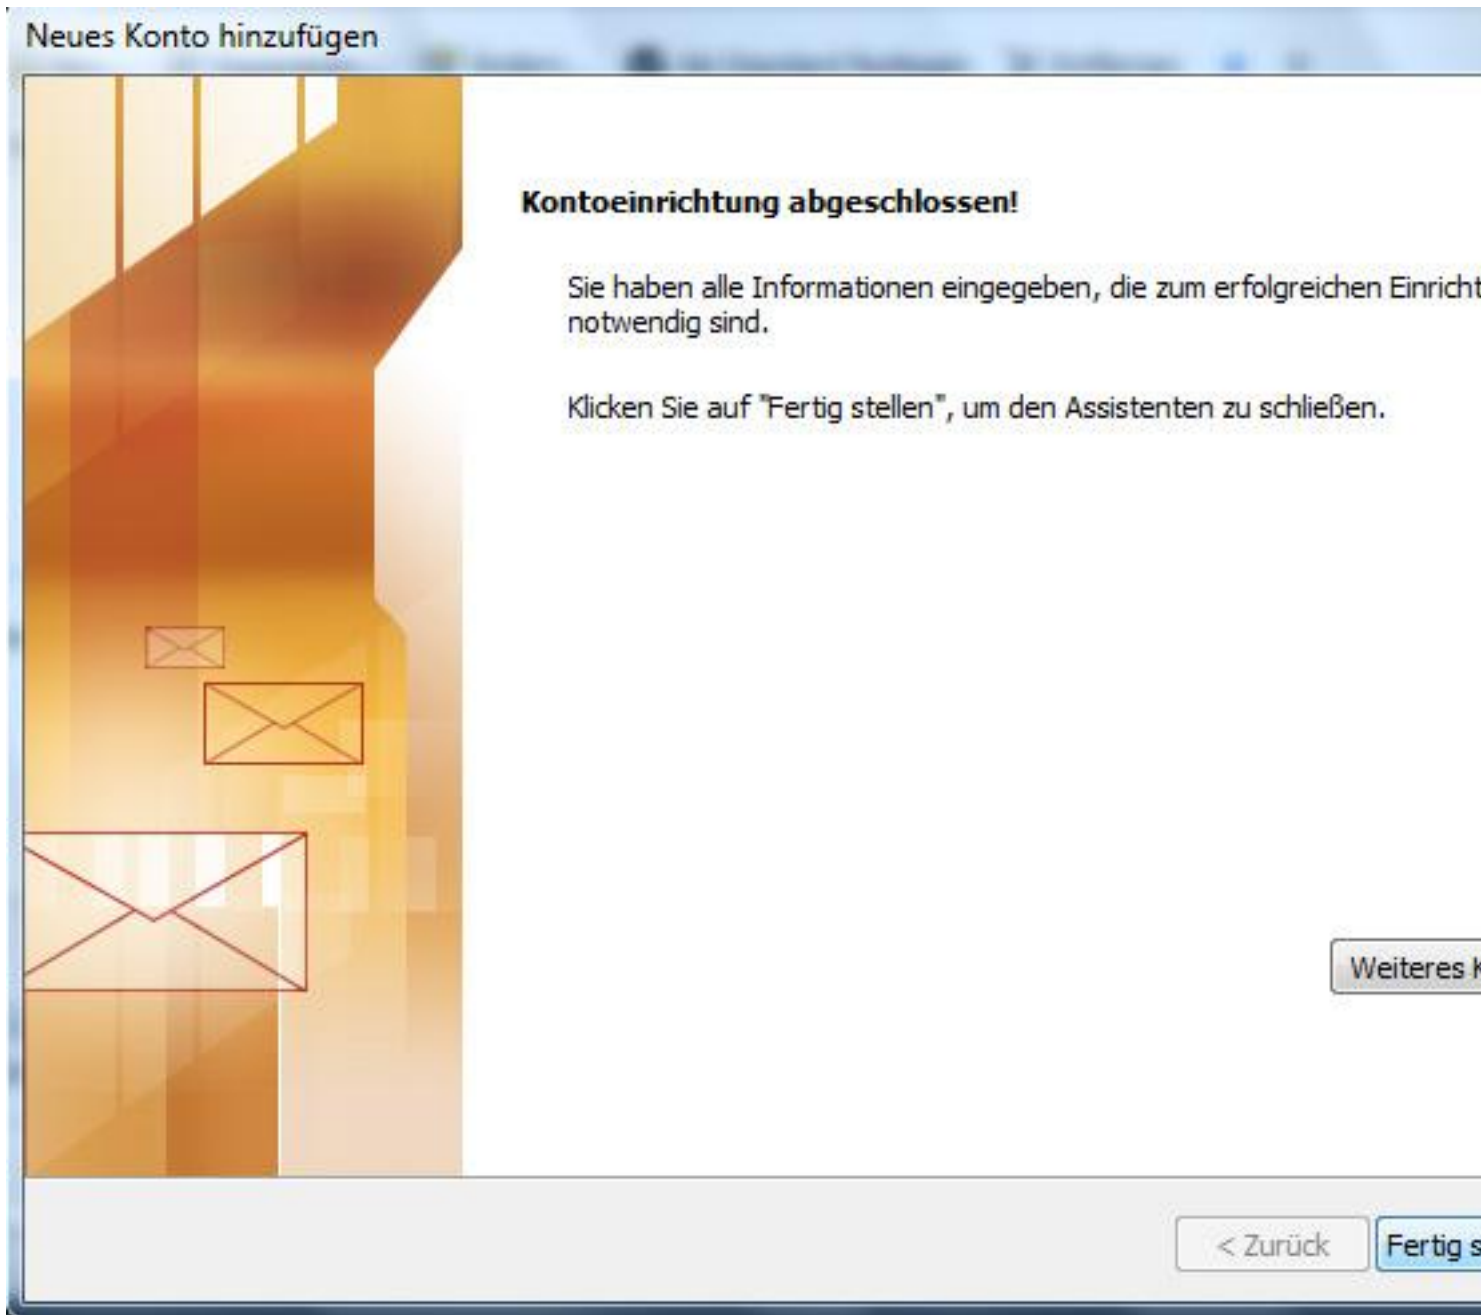 Neues Konto hinzufügen
Kontoeinrichtung abgeschlossen!
Sie haben alle Informationen eingegeben, die zum erfolgreichen Einricht
notwendig sind.
Klicken Sie auf "Fertig stellen", um den Assistenten zu schließen.
Weiteres K
< Zurück
Fertig s